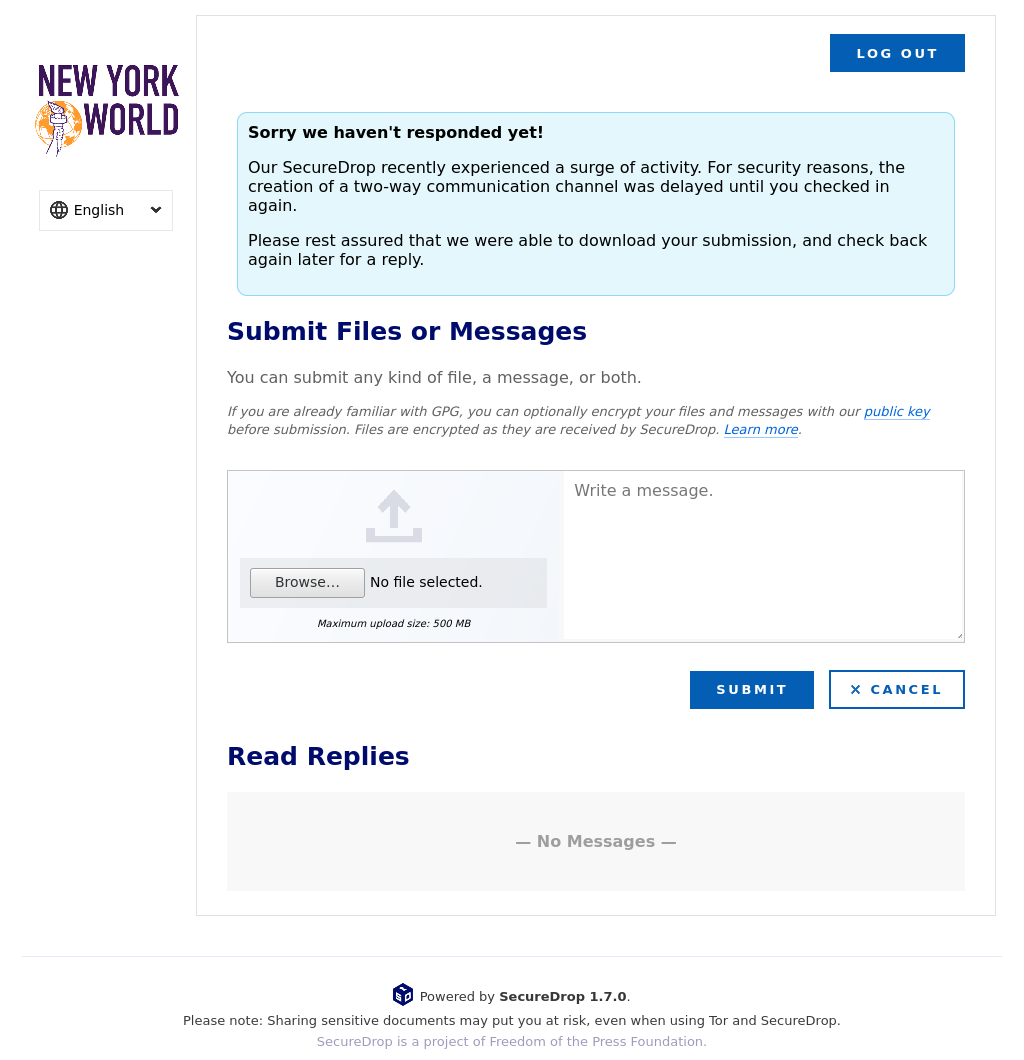 LOG OUT
NEW YORK
WORLD
English
Sorry we haven't responded yet!
Our SecureDrop recently experienced a surge of activity. For security reasons, the
creation of a two-way communication channel was delayed until you checked in
again.
Please rest assured that we were able to download your submission, and check back
again later for a reply.
Submit Files or Messages
You can submit any kind of file, a message, or both.
If you are already familiar with GPG, you can optionally encrypt your files and messages with our public key
before submission. Files are encrypted as they are received by SecureDrop. Learn more.
Write a message.
Browse...
No file selected.
Maximum upload size: 500 MB
SUBMIT
× CANCEL
Read Replies
— No Messages —
Powered by SecureDrop 1.7.0.
Please note: Sharing sensitive documents may put you at risk, even when using Tor and SecureDrop.
SecureDrop is a project of Freedom of the Press Foundation.